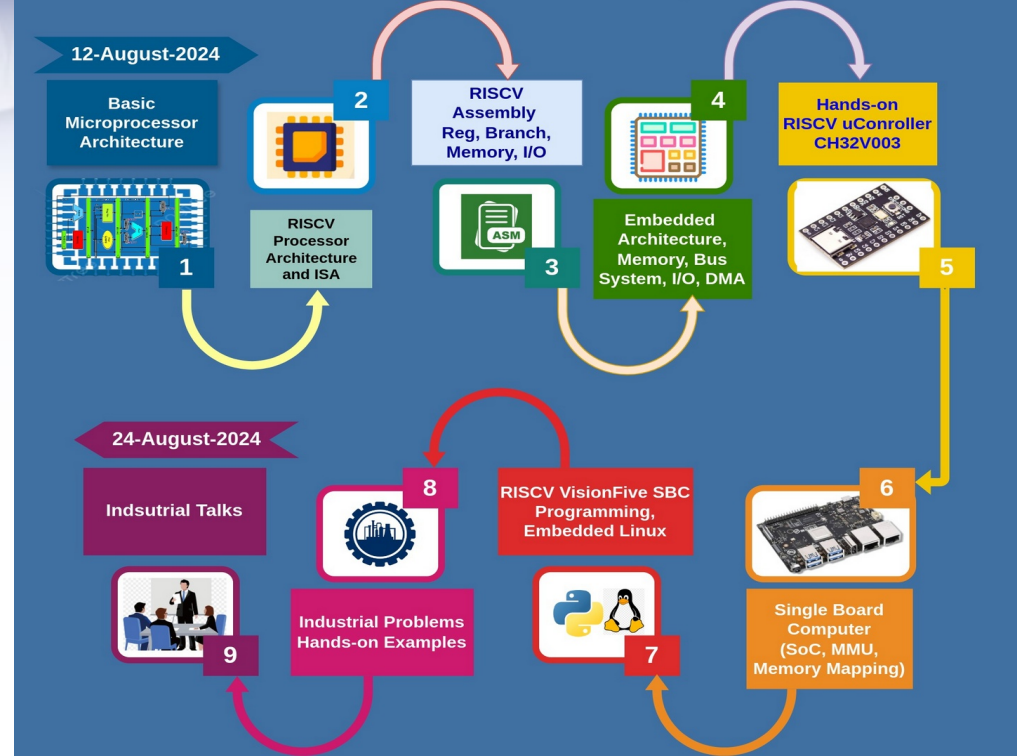 12-August-2024
Basic
Microprocessor
Architecture
1
2
RISCV
Processor
Architecture
and ISA
RISCV
Assembly
Reg, Branch,
Memory, I/O
ASM
3
4
Embedded
Architecture,
Memory, Bus
System, I/O, DMA
Hands-on
RISCV uConroller
CH32V003
5
6
Single Board
Computer
(SoC, MMU,
Memory Mapping)
RISCV VisionFive SBC
Programming,
Embedded Linux
7
8
Industrial Problems
Hands-on Examples
24-August-2024
Indsutrial Talks
9